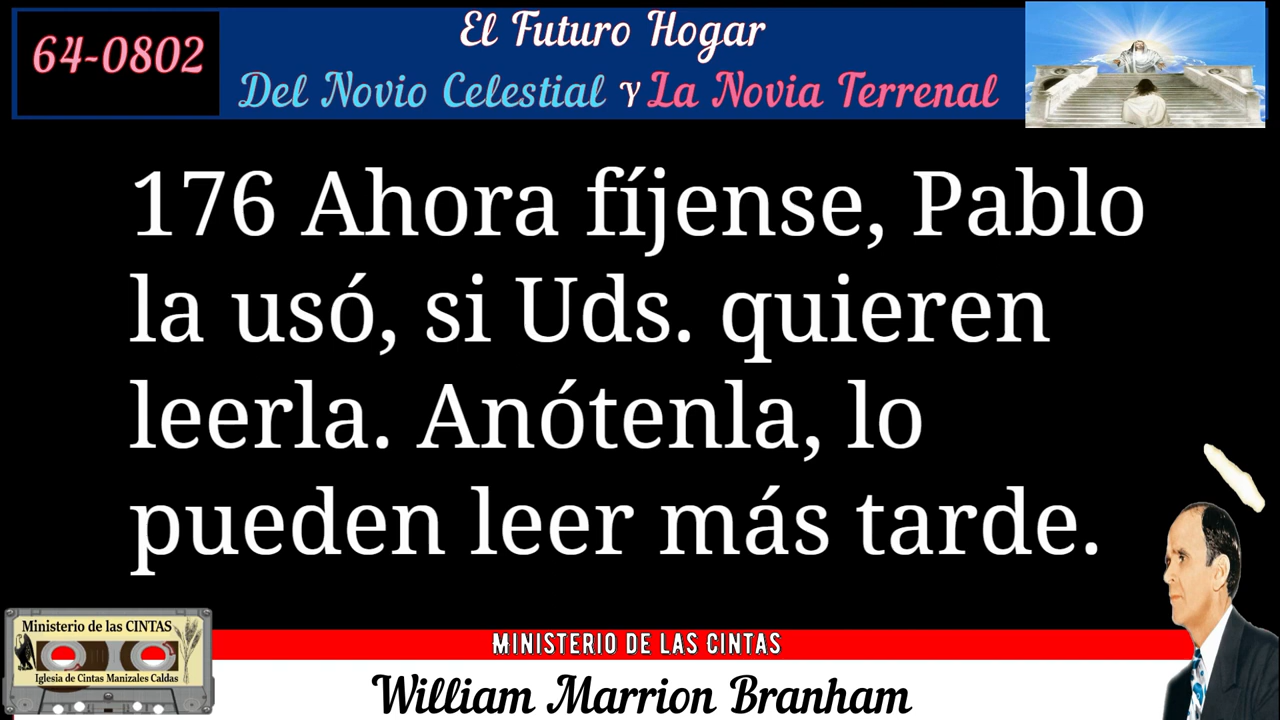 64-0802
El Futuro Hogar
Del Novio Celestial Y La Novia Terrenal
176 Ahora fíjense, Pablo
la usó, si Uds. quieren
leerla. Anótenla, lo
pueden leer más tarde.
Ministerio de las CINTAS
Iglesia de Cintas Manizales Caldas
MINISTERIO DE LAS CINTAS
William Marrion Branham